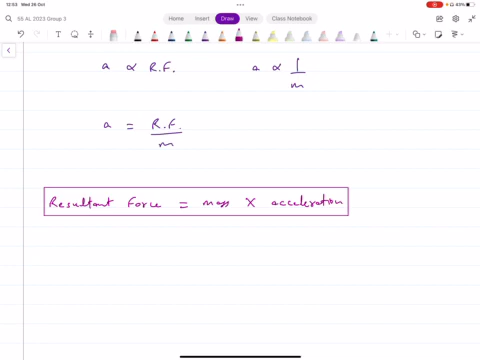 12:53 Wed 26 Oct
43%
SS AL 2023 Group 3
Home Insert Draw View Class Notebook
a ∝ R.F. a ∝ 1/m
a = R.F./m
Resultant Force = mass × acceleration